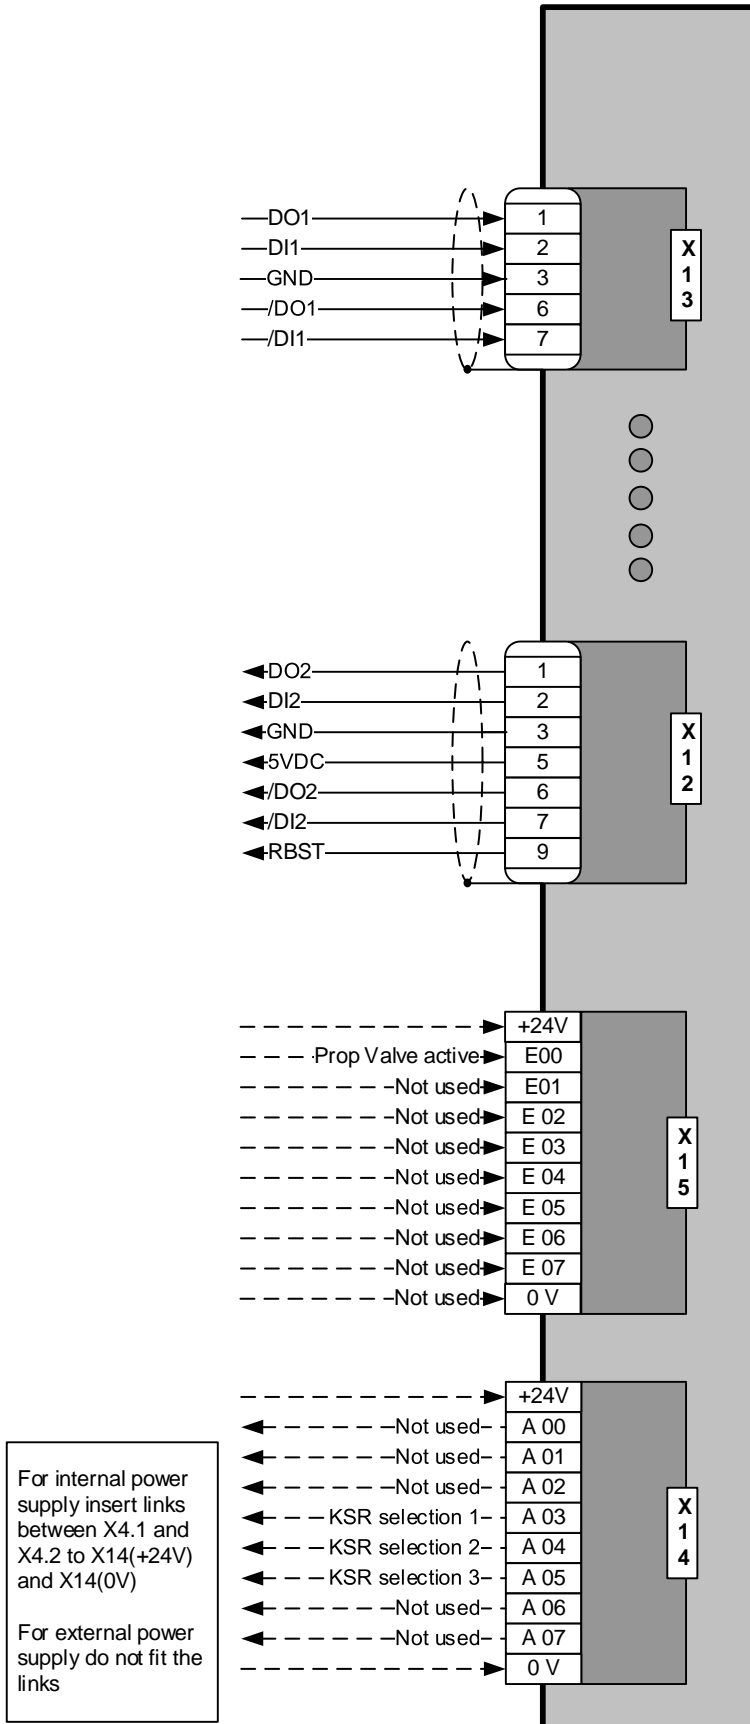 DO1 1
DI1 2
GND 3
/DO1 6
/DI1 7
X
1
3
DO2 1
DI2 2
GND 3
5VDC 5
/DO2 6
/DI2 7
RBST 9
X
1
2
+24V
Prop Valve active E00
Not used E01
Not used E 02
Not used E 03
Not used E 04
Not used E 05
Not used E 06
Not used E 07
Not used 0 V
X
1
5
+24V
Not used A 00
Not used A 01
Not used A 02
KSR selection 1 A 03
KSR selection 2 A 04
KSR selection 3 A 05
Not used A 06
Not used A 07
0 V
X
1
4
For internal power
supply insert links
between X4.1 and
X4.2 to X14(+24V)
and X14(0V)
For external power
supply do not fit the
links